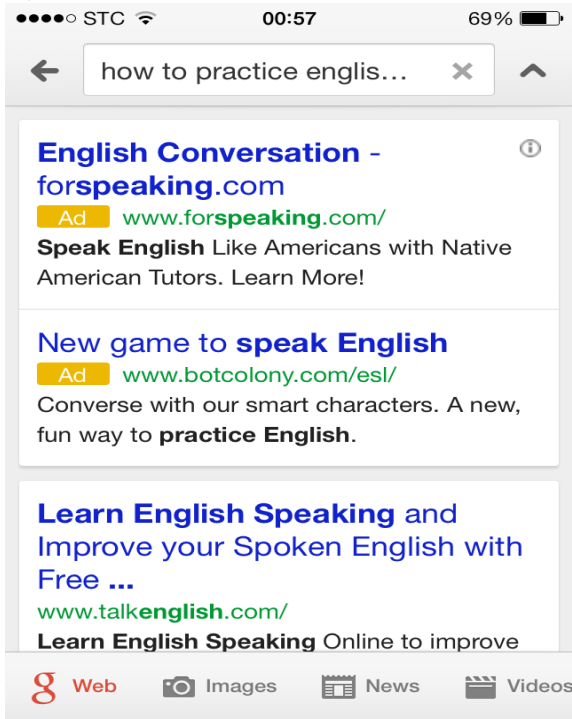 STC 00:57 69%
how to practice englis...
English Conversation -
forspeaking.com
Ad www.forspeaking.com/
Speak English Like Americans with Native
American Tutors. Learn More!
New game to speak English
Ad www.botcolony.com/esl/
Converse with our smart characters. A new,
fun way to practice English.
Learn English Speaking and
Improve your Spoken English with
Free ...
www.talkenglish.com/
Learn English Speaking Online to improve
g Web Images News Videos